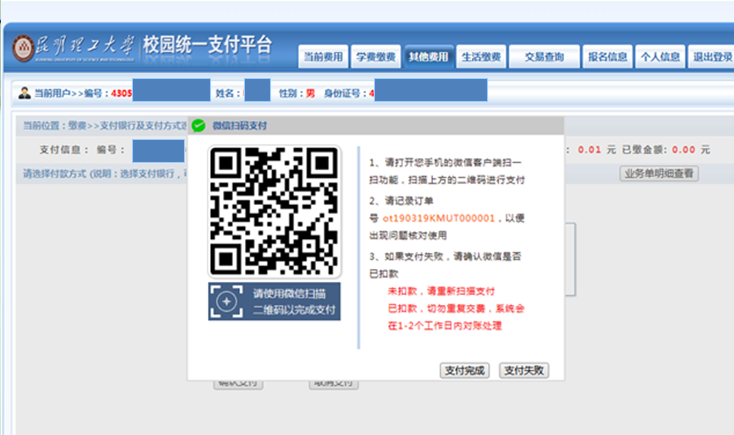 昆明理工大学 校园统一支付平台
KUNMING UNIVERSITY OF SCIENCE AND TECHNOLOGY
当前费用 学费缴费 其他费用 生活缴费 交易查询 报名信息 个人信息 退出登录
当前用户>>编号：4305 姓名： 性别：男 身份证号：4
当前位置：缴费>>支付银行及支付方式
微信扫码支付
支付信息： 编号：
： 0.01 元 已缴金额：0.00 元
请选择付款方式 (说明：选择支付银行，
业务单明细查看
1、请打开您手机的微信客户端扫一
扫功能，扫描上方的二维码进行支付
2、请记录订单
号 ot190319KMUT000001，以便
出现问题核对使用
3、如果支付失败，请确认微信是否
已扣款
未扣款，请重新扫描支付
已扣款，切勿重复交费，系统会
在1-2个工作日内对账处理
请使用微信扫描
二维码以完成支付
支付完成 支付失败
确认支付 取消支付